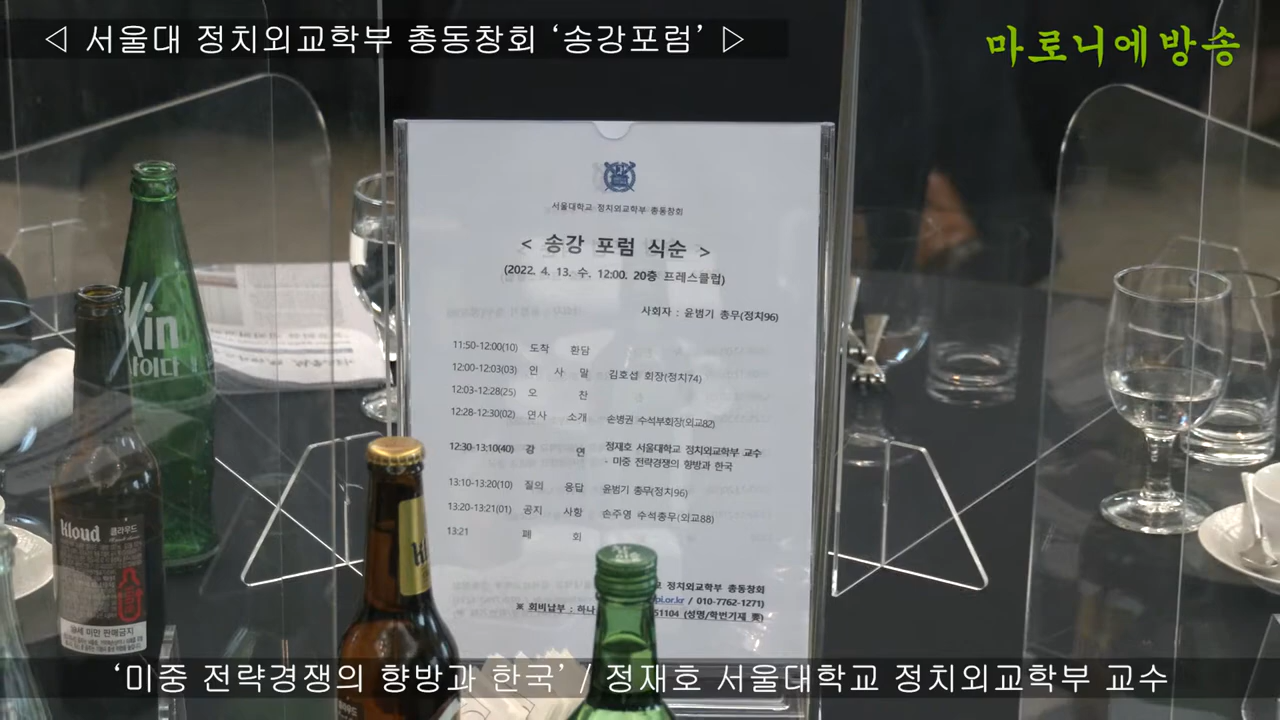 ◁ 서울대 정치외교학부 총동창회 ‘송강포럼’ ▷
마로니에방송
서울대학교 정치외교학부 총동창회
< 송강 포럼 식순 >
(2022. 4. 13. 수. 12:00. 20층 프레스클럽)
사회자 : 윤범기 총무(정치96)
11:50-12:00(10) 도착 환담
12:00-12:03(03) 인 사 말 김호섭 회장(정치74)
12:03-12:28(25) 오 찬
12:28-12:30(02) 연사 소개 손병권 수석부회장(외교82)
12:30-13:10(40) 강 연 정재호 서울대학교 정치외교학부 교수
- 미중 전략경쟁의 향방과 한국
13:10-13:20(10) 질의 응답 윤범기 총무(정치96)
13:20-13:21(01) 공지 사항 손주영 수석총무(외교88)
13:21 폐 회
정치외교학부 총동창회
pi.or.kr / 010-7762-1271)
※ 회비납부 : 하나 51104 (성명/학번기재 要)
Xin
사이다
kloud 클라우드
‘미중 전략경쟁의 향방과 한국’ / 정재호 서울대학교 정치외교학부 교수